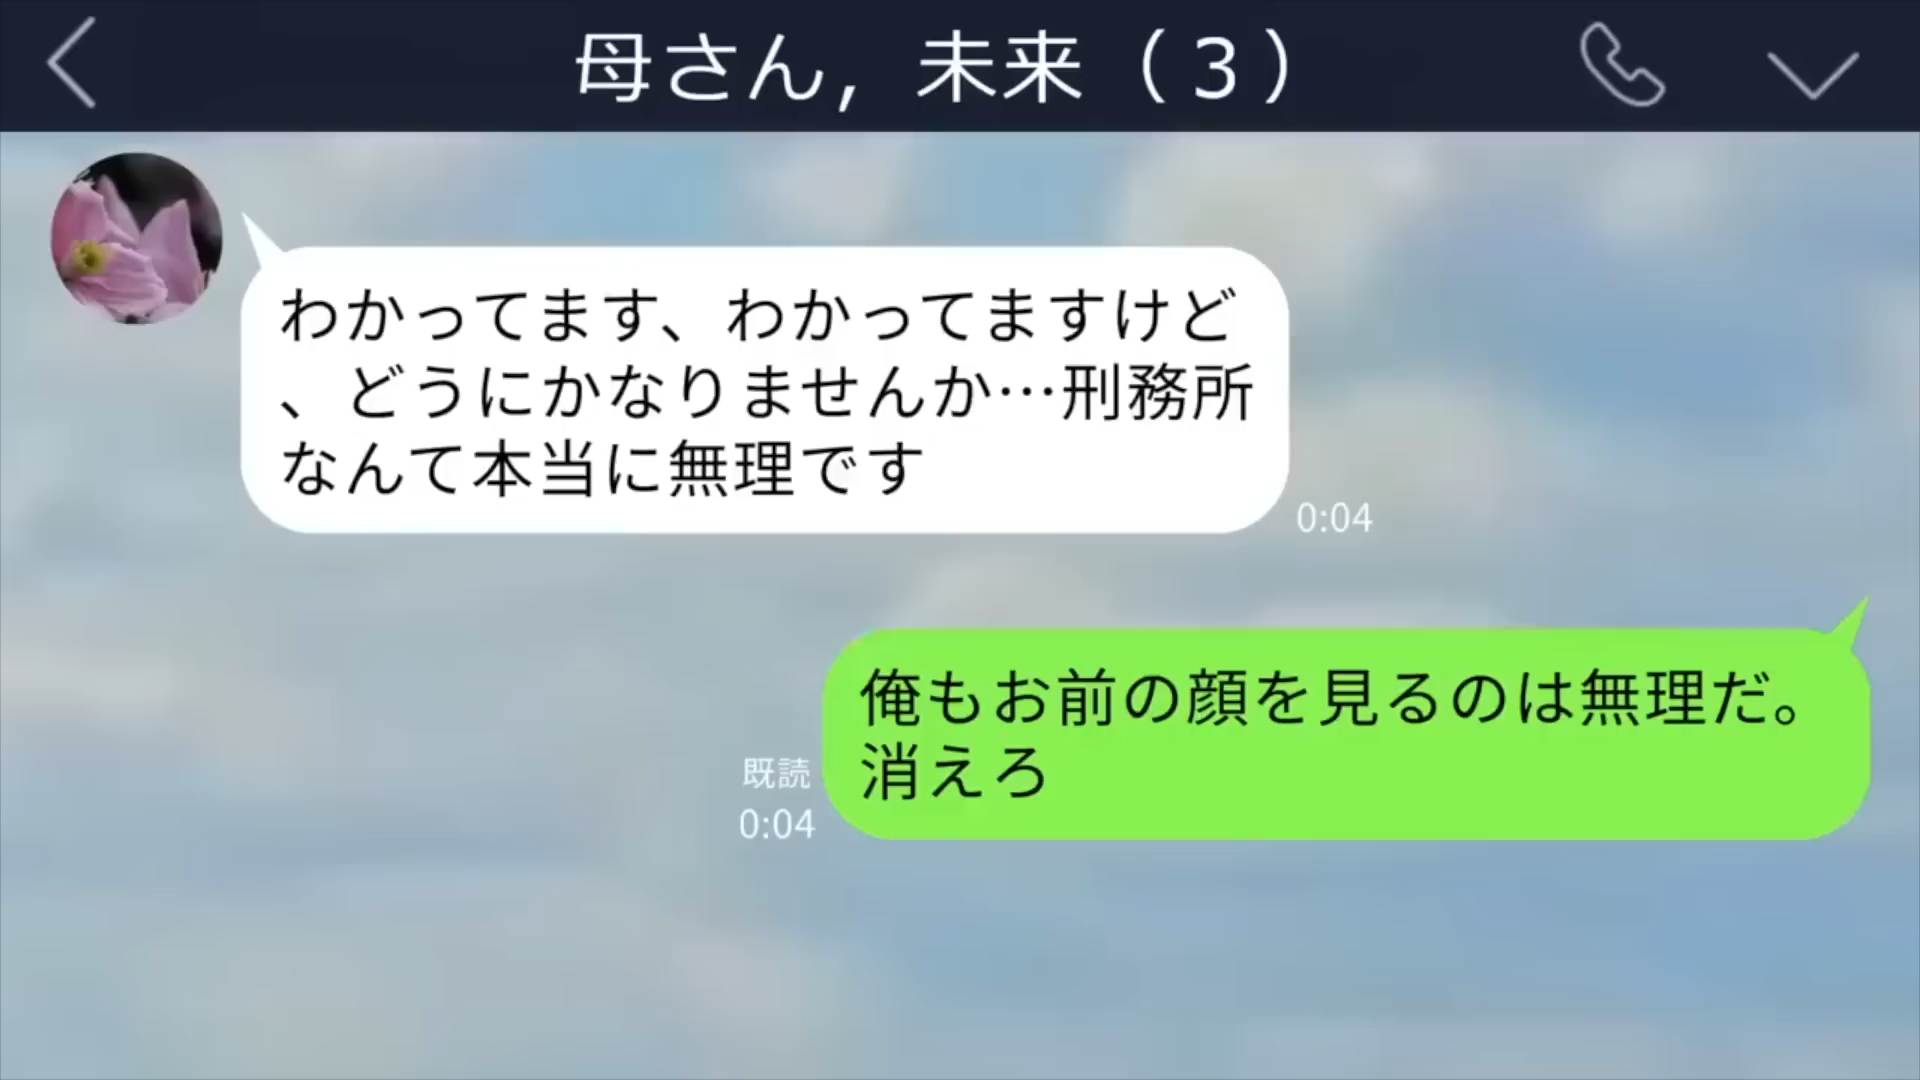 母さん，未来（３）
わかってます、わかってますけど
、どうにかなりませんか…刑務所
なんて本当に無理です
0:04
俺もお前の顔を見るのは無理だ。
消えろ
既読
0:04